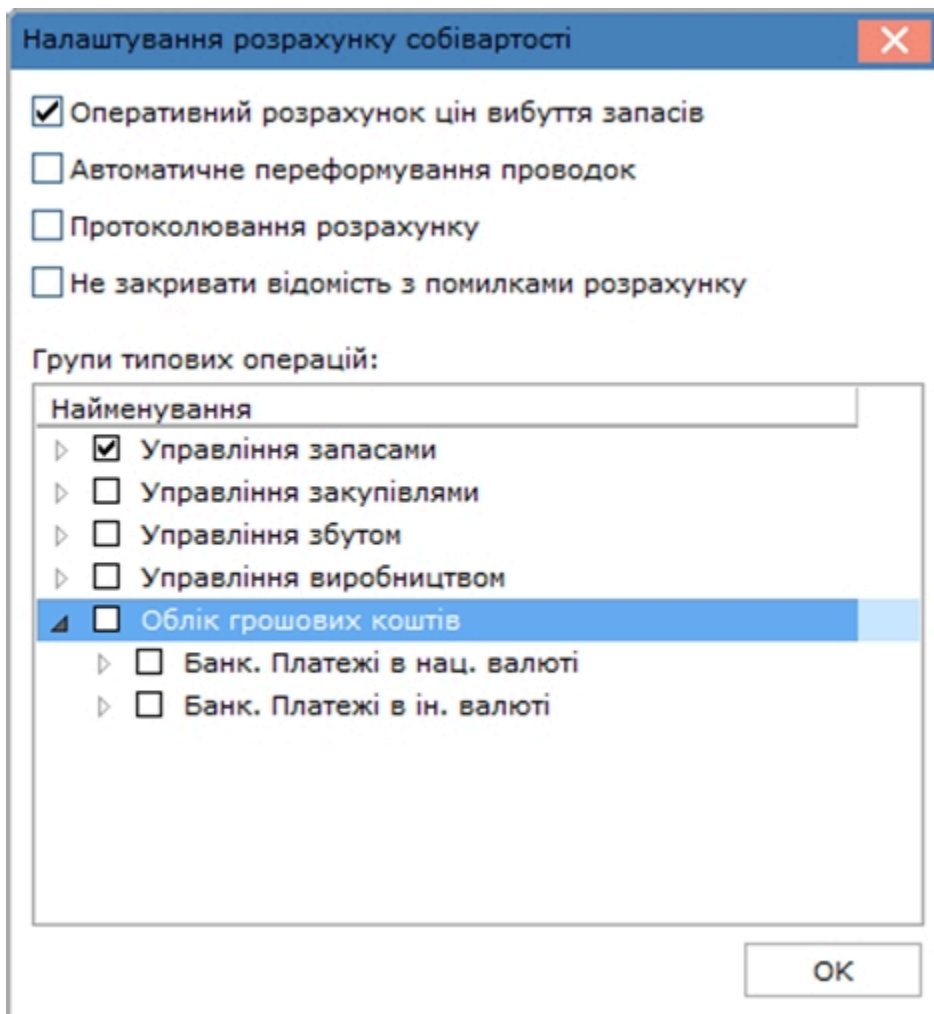 Налаштування розрахунку собівартості
Оперативний розрахунок цін вибуття запасів
Автоматичне переформування проводок
Протоколювання розрахунку
Не закривати відомість з помилками розрахунку
Групи типових операцій:
Найменування
Управління запасами
Управління закупівлями
Управління збутом
Управління виробництвом
Облік грошових коштів
Банк. Платежі в нац. валюті
Банк. Платежі в ін. валюті
OK